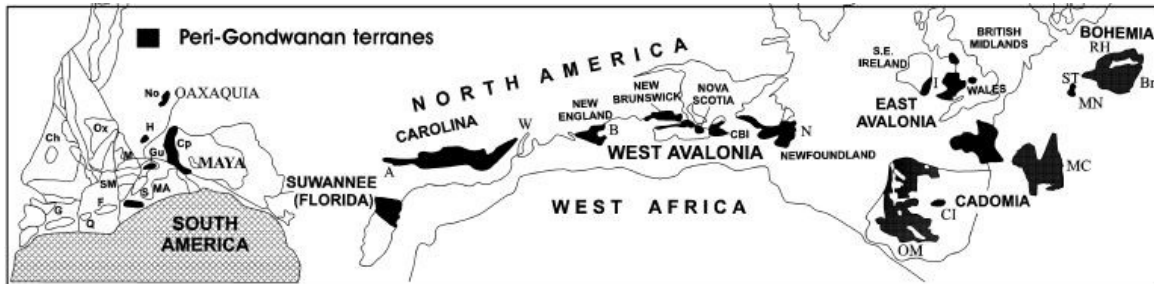 Peri-Gondwanan terranes
No
OAXAQUIA
Ch
Ox
H
M
Gu
Cp
MAYA
SM
S
MA
G
F
Q
SOUTH
AMERICA
NORTH AMERICA
CAROLINA
W
A
SUWANNEE
(FLORIDA)
NEW
ENGLAND
B
NEW
BRUNSWICK
NOVA
SCOTIA
CBI
N
WEST AVALONIA
NEWFOUNDLAND
WEST AFRICA
S.E.
IRELAND
I
BRITISH
MIDLANDS
WALES
EAST
AVALONIA
BOHEMIA
RH
ST
MN
Br
MC
CADOMIA
CI
OM